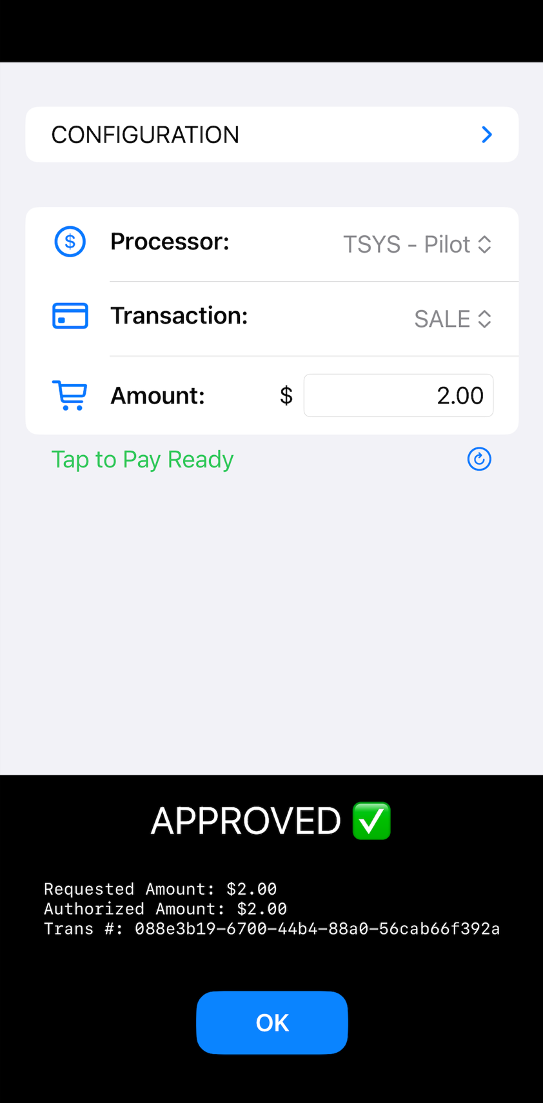 CONFIGURATION
$ Processor: TSYS - Pilot
Transaction: SALE
Amount: $ 2.00
Tap to Pay Ready
APPROVED ✅
Requested Amount: $2.00
Authorized Amount: $2.00
Trans #: 088e3b19-6700-44b4-88a0-56cab66f392a
OK